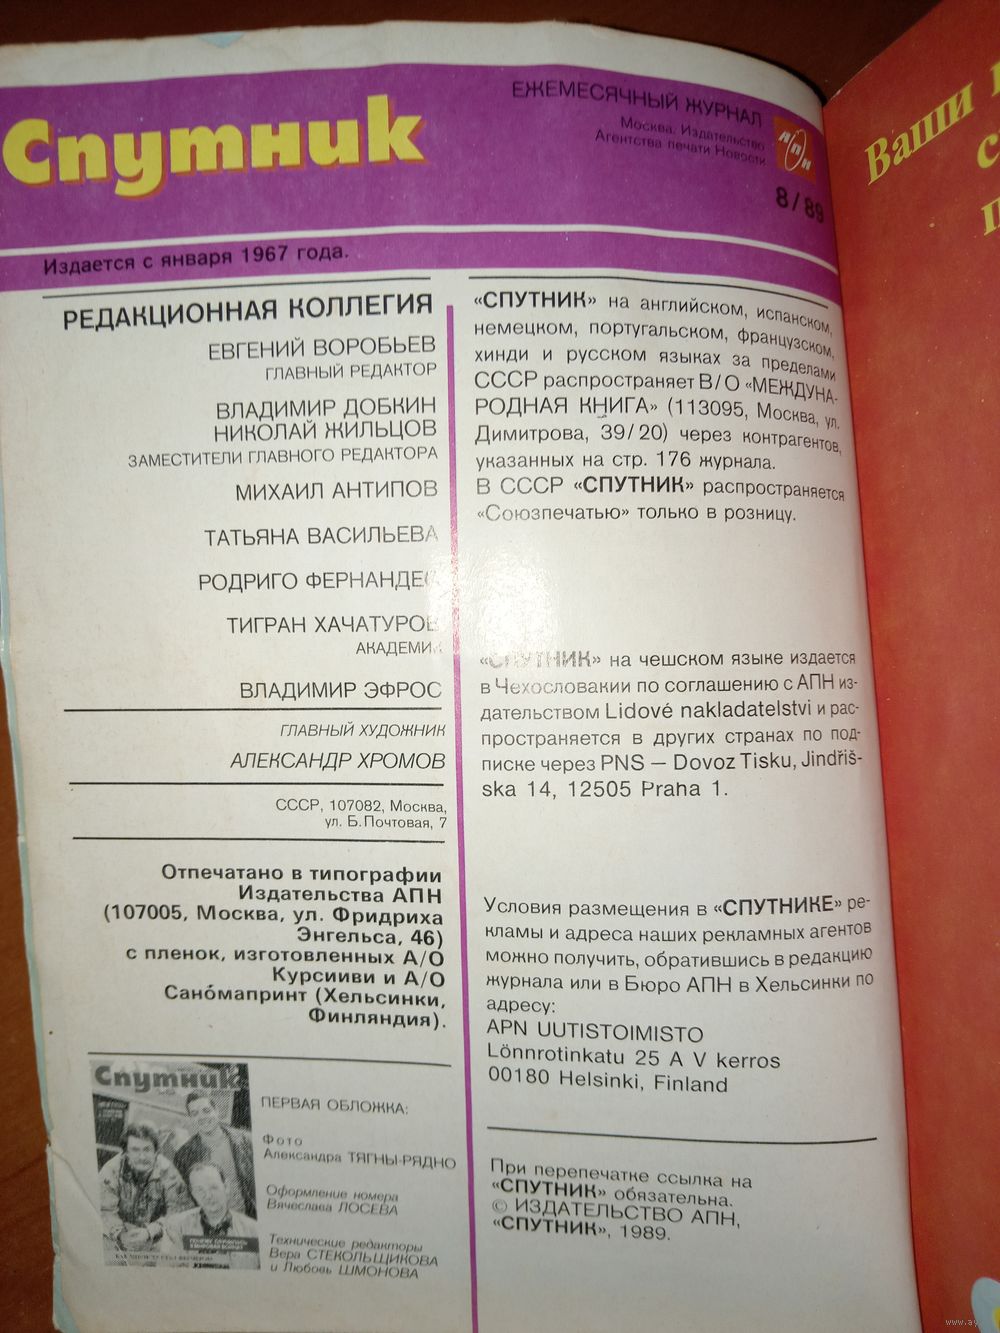 Спутник
ЕЖЕМЕСЯЧНЫЙ ЖУРНАЛ
Москва. Издательство
Агентства печати Новости
АПН
8/89
Издается с января 1967 года.
РЕДАКЦИОННАЯ КОЛЛЕГИЯ
ЕВГЕНИЙ ВОРОБЬЕВ
ГЛАВНЫЙ РЕДАКТОР
ВЛАДИМИР ДОБКИН
НИКОЛАЙ ЖИЛЬЦОВ
ЗАМЕСТИТЕЛИ ГЛАВНОГО РЕДАКТОРА
МИХАИЛ АНТИПОВ
ТАТЬЯНА ВАСИЛЬЕВА
РОДРИГО ФЕРНАНДЕС
ТИГРАН ХАЧАТУРОВ
АКАДЕМИК
ВЛАДИМИР ЭФРОС
ГЛАВНЫЙ ХУДОЖНИК
АЛЕКСАНДР ХРОМОВ
СССР, 107082, Москва,
ул. Б. Почтовая, 7
Отпечатано в типографии
Издательства АПН
(107005, Москва, ул. Фридриха
Энгельса, 46)
с пленок, изготовленных А/О
Курсииви и А/О
Санóмапринт (Хельсинки,
Финляндия).
Спутник
ПЕРВАЯ ОБЛОЖКА:
Фото
Александра ТЯГНЫ-РЯДНО
Оформление номера
Вячеслава ЛОСЕВА
Технические редакторы
Вера СТЕКОЛЬЩИКОВА
и Любовь ШМОНОВА
«СПУТНИК» на английском, испанском,
немецком, португальском, французском,
хинди и русском языках за пределами
СССР распространяет В/О «МЕЖДУНА-
РОДНАЯ КНИГА» (113095, Москва, ул.
Димитрова, 39/20) через контрагентов,
указанных на стр. 176 журнала.
В СССР «СПУТНИК» распространяется
«Союзпечатью» только в розницу.
«СПУТНИК» на чешском языке издается
в Чехословакии по соглашению с АПН из-
дательством Lidové nakladatelstvi и рас-
пространяется в других странах по под-
писке через PNS — Dovoz Tisku, Jindřiš-
ska 14, 12505 Praha 1.
Условия размещения в «СПУТНИКЕ» ре-
кламы и адреса наших рекламных агентов
можно получить, обратившись в редакцию
журнала или в Бюро АПН в Хельсинки по
адресу:
APN UUTISTOIMISTO
Lönnrotinkatu 25 A V kerros
00180 Helsinki, Finland
При перепечатке ссылка на
«СПУТНИК» обязательна.
© ИЗДАТЕЛЬСТВО АПН,
«СПУТНИК», 1989.
Ваши